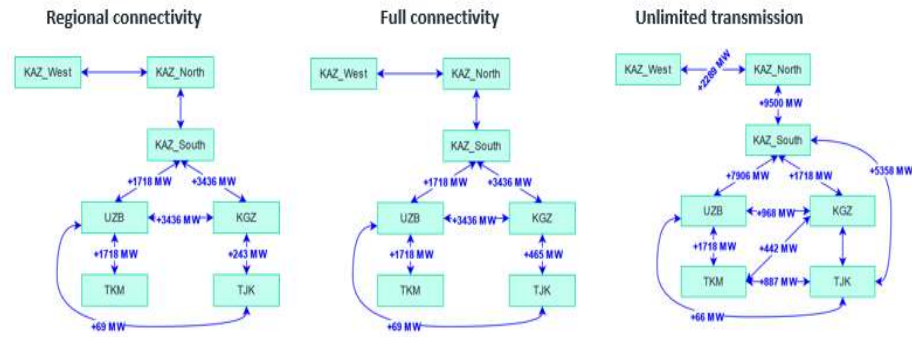 Regional connectivity
KAZ_West
KAZ_North
KAZ_South
+1718 MW
+3436 MW
UZB
+3436 MW
KGZ
+1718 MW
+243 MW
TKM
TJK
+69 MW
Full connectivity
KAZ_West
KAZ_North
KAZ_South
+1718 MW
+3436 MW
UZB
+3436 MW
KGZ
+1718 MW
+465 MW
TKM
TJK
+69 MW
Unlimited transmission
KAZ_West
+2289 MW
KAZ_North
+9500 MW
KAZ_South
+5358 MW
+7906 MW
+1718 MW
UZB
+968 MW
KGZ
+1718 MW
+442 MW
TKM
+887 MW
TJK
+66 MW